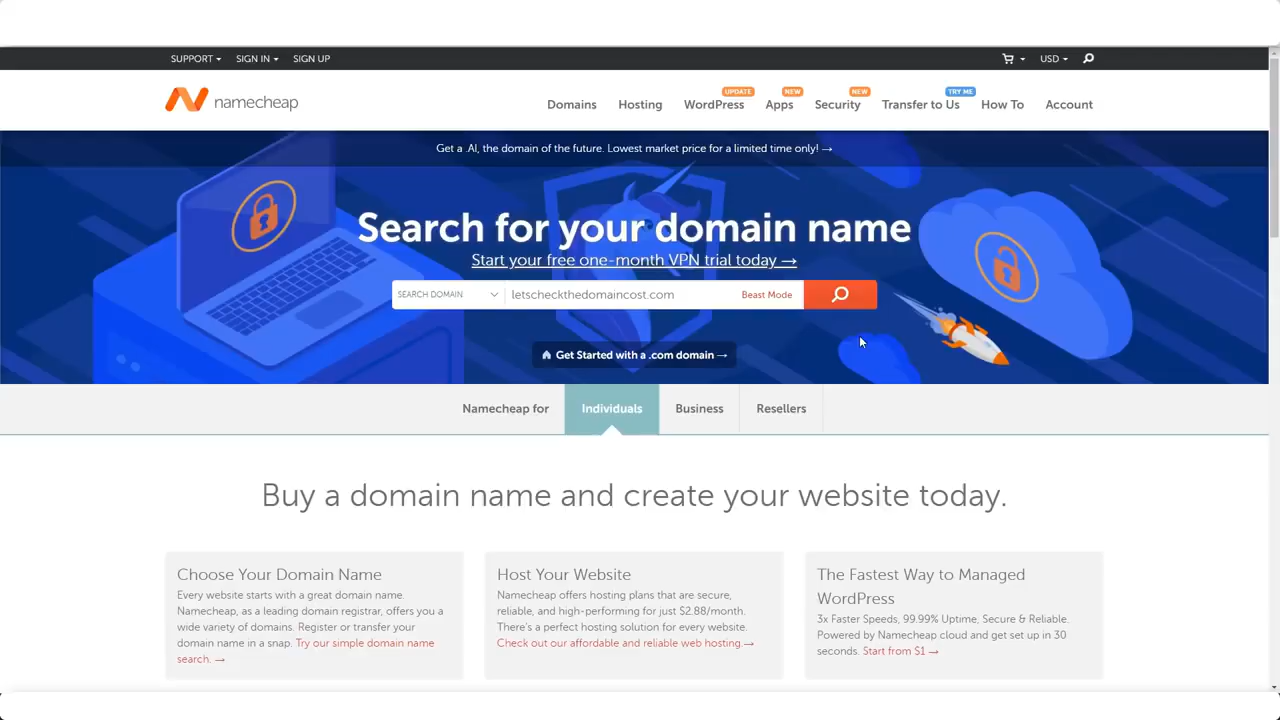 SUPPORT SIGN IN SIGN UP USD
namecheap
UPDATE NEW NEW TRY ME
Domains Hosting WordPress Apps Security Transfer to Us How To Account
Get a .AI, the domain of the future. Lowest market price for a limited time only! →
Search for your domain name
Start your free one-month VPN trial today →
SEARCH DOMAIN letscheckthedomaincost.com Beast Mode
Get Started with a .com domain →
Namecheap for Individuals Business Resellers
Buy a domain name and create your website today.
Choose Your Domain Name
Every website starts with a great domain name.
Namecheap, as a leading domain registrar, offers you a
wide variety of domains. Register or transfer your
domain name in a snap. Try our simple domain name
search. →
Host Your Website
Namecheap offers hosting plans that are secure,
reliable, and high-performing for just $2.88/month.
There's a perfect hosting solution for every website.
Check out our affordable and reliable web hosting →
The Fastest Way to Managed
WordPress
3x Faster Speeds, 99.99% Uptime, Secure & Reliable.
Powered by Namecheap cloud and get set up in 30
seconds. Start from $1 →